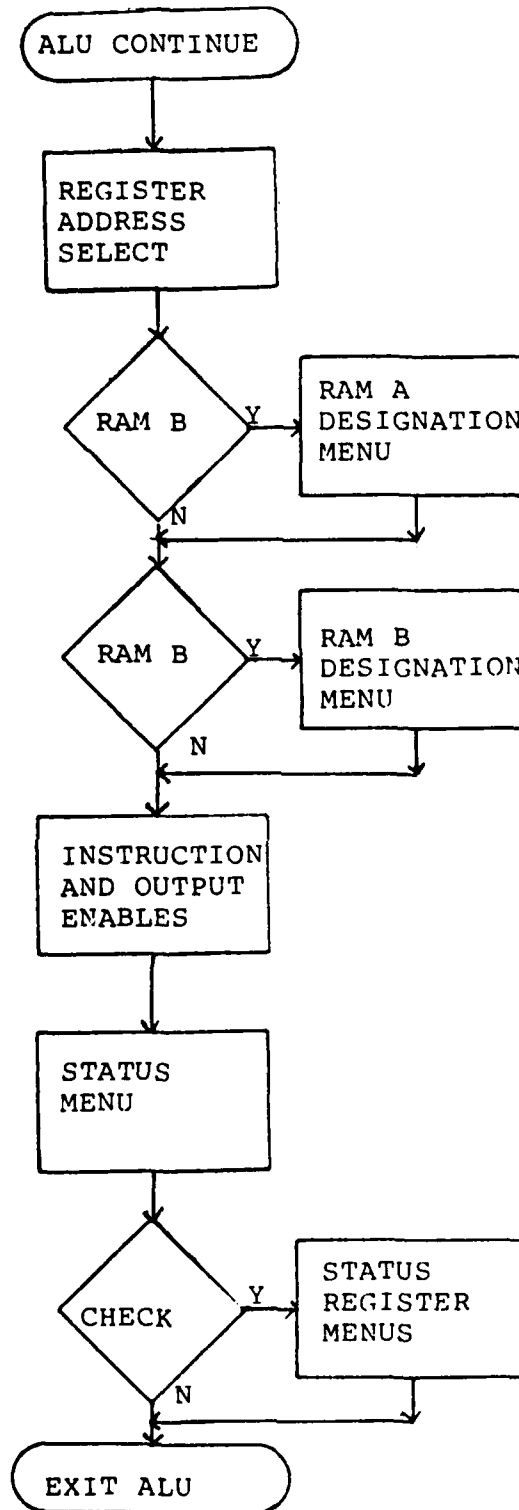 ALU CONTINUE
REGISTER
ADDRESS
SELECT
RAM B
Y
RAM A
DESIGNATION
MENU
N
RAM B
Y
RAM B
DESIGNATION
MENU
N
INSTRUCTION
AND OUTPUT
ENABLES
STATUS
MENU
CHECK
Y
STATUS
REGISTER
MENUS
N
EXIT ALU